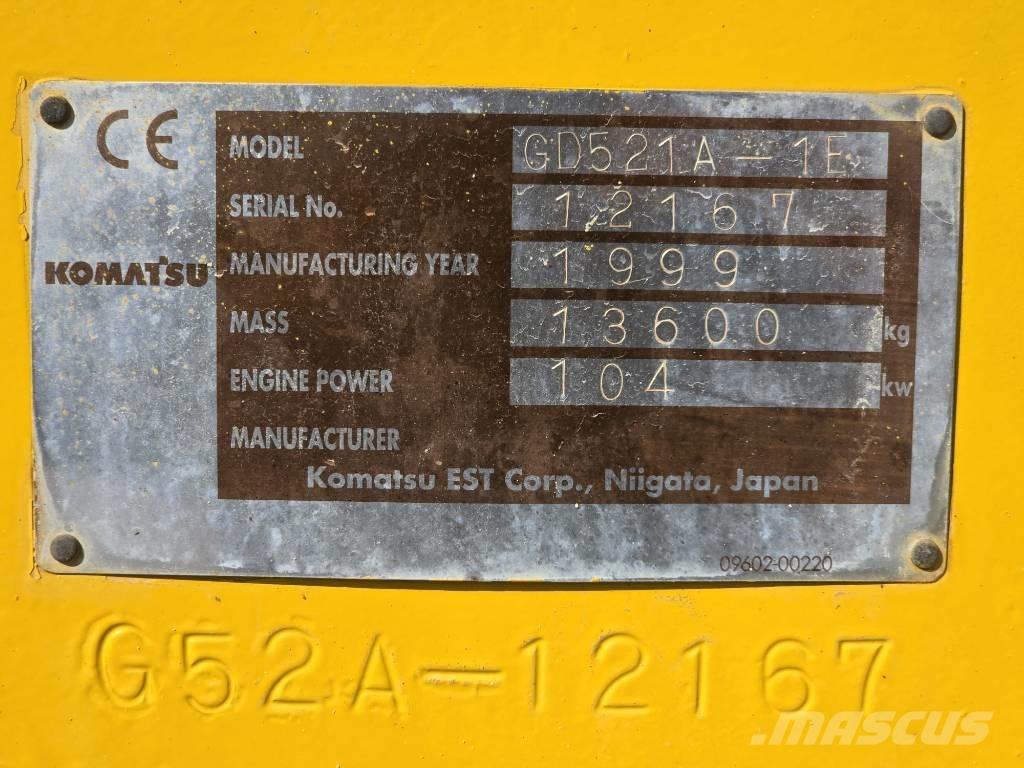 CE
MODEL GD521A-1E
SERIAL No. 12167
KOMATSU
MANUFACTURING YEAR 1999
MASS 13600 kg
ENGINE POWER 104 kw
MANUFACTURER
Komatsu EST Corp., Niigata, Japan
09602-00220
G52A-12167
MASCUS